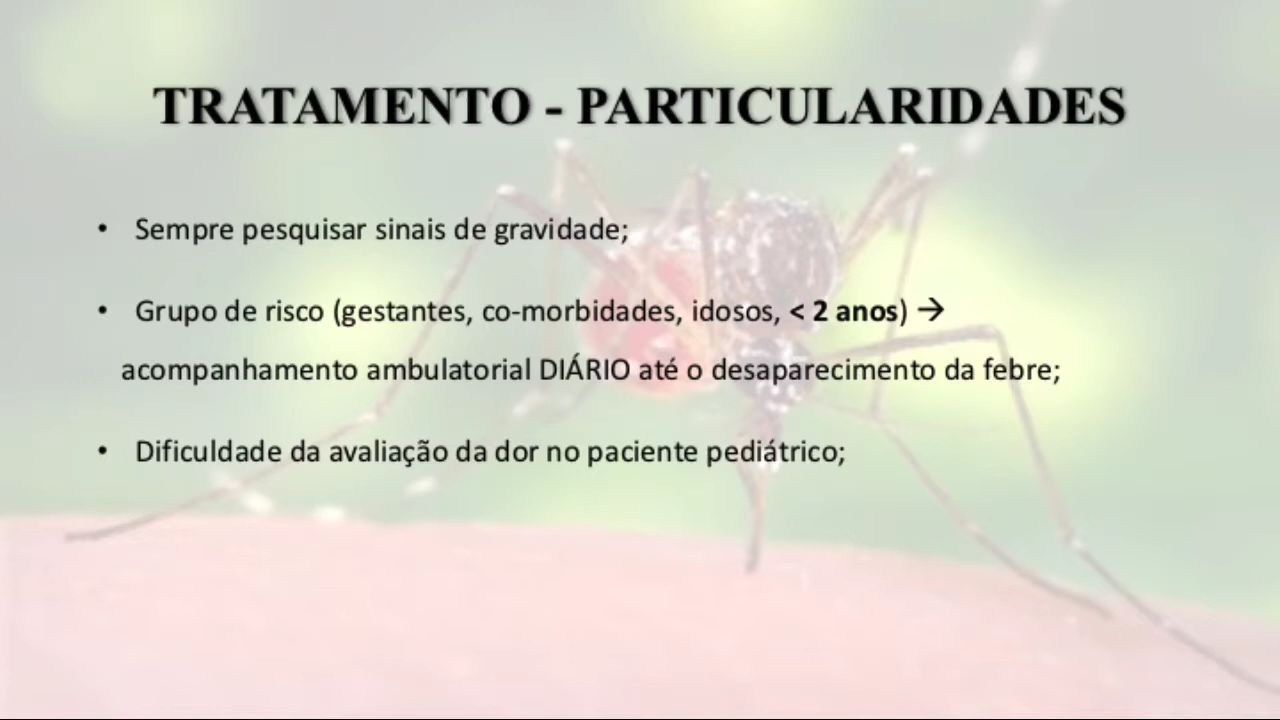 TRATAMENTO - PARTICULARIDADES
• Sempre pesquisar sinais de gravidade;
• Grupo de risco (gestantes, co-morbidades, idosos, < 2 anos) →
acompanhamento ambulatorial DIÁRIO até o desaparecimento da febre;
• Dificuldade da avaliação da dor no paciente pediátrico;